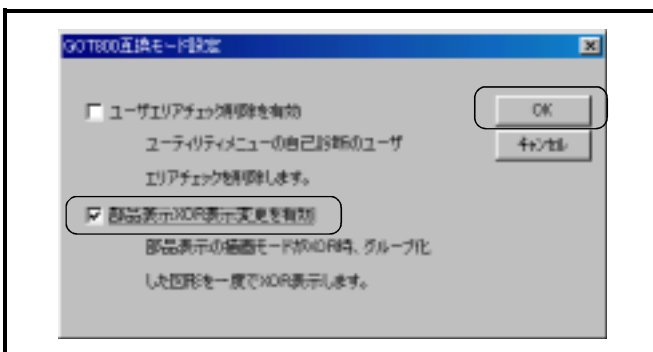 GOT800互換モード設定
ユーザエリアチェック削除を有効
ユーティリティメニューの自己診断のユーザ
エリアチェックを削除します。
部品表示XOR表示変更を有効
部品表示の描画モードがXOR時、グループ化
した図形を一度でXOR表示します。
OK
キャンセル